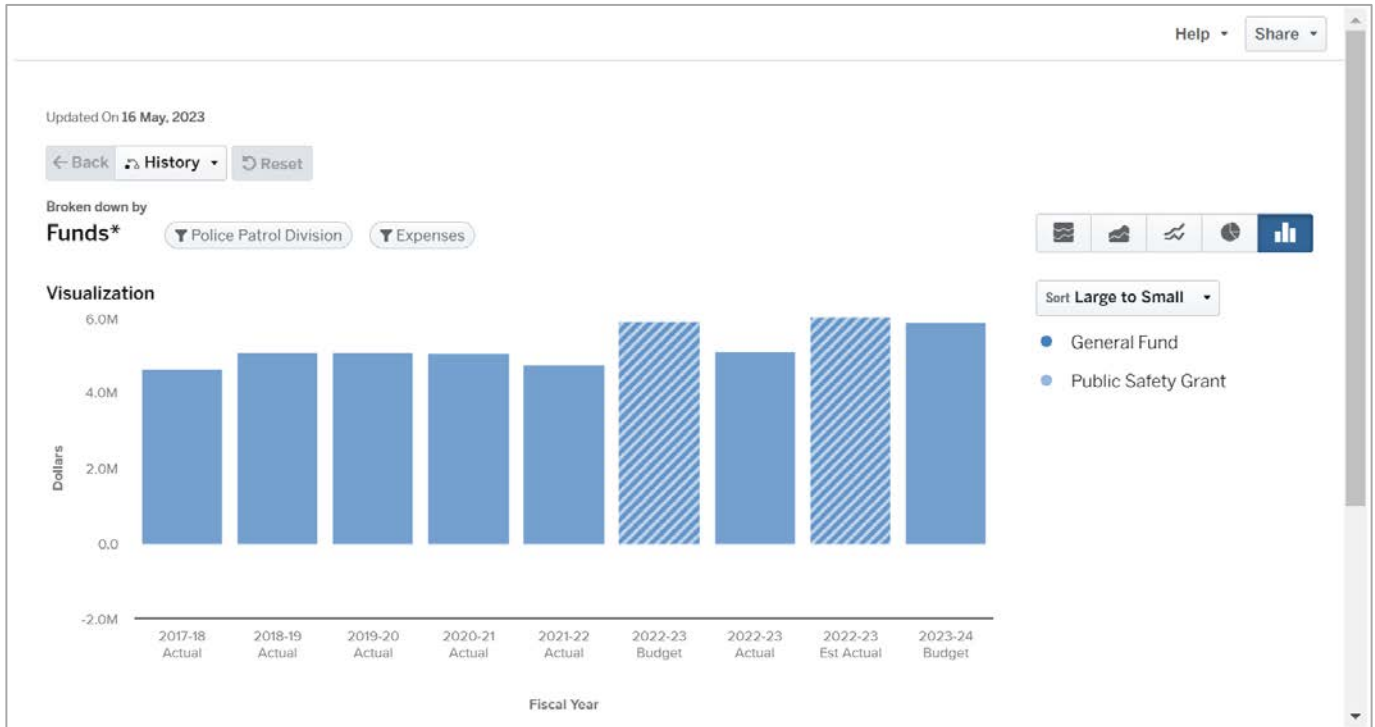 Help Share
Updated On 16 May, 2023
Back History Reset
Broken down by
Funds* Police Patrol Division Expenses
Visualization
Sort Large to Small
General Fund
Public Safety Grant
6.0M
4.0M
2.0M
0.0
-2.0M
Dollars
2017-18 2018-19 2019-20 2020-21 2021-22 2022-23 2022-23 2022-23 2023-24
Actual Actual Actual Actual Actual Budget Actual Est Actual Budget
Fiscal Year